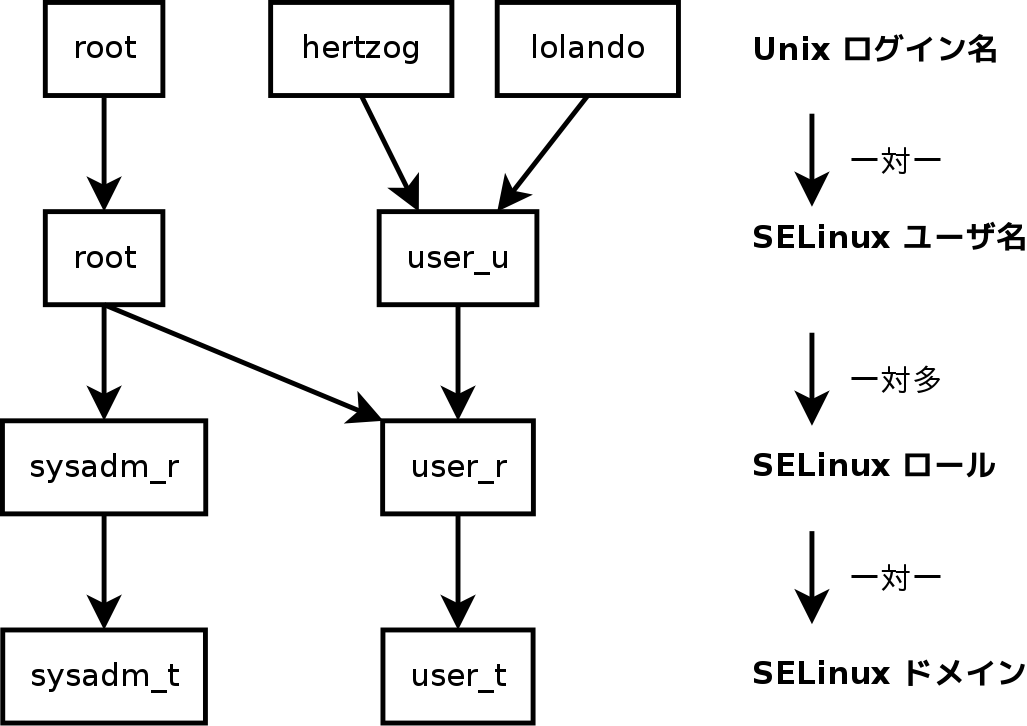 root hertzog lolando Unix ログイン名
一対一
root user_u SELinux ユーザ名
一対多
sysadm_r user_r SELinux ロール
一対一
sysadm_t user_t SELinux ドメイン